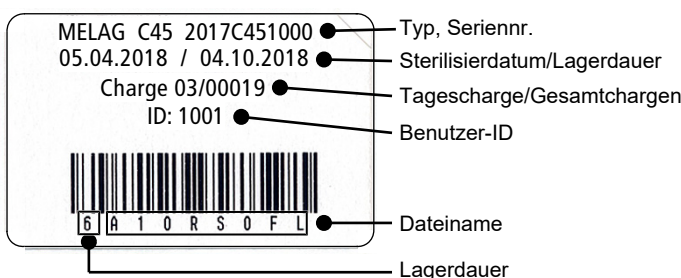 MELAG C45 2017C451000 Typ, Seriennr.
05.04.2018 / 04.10.2018 Sterilisierdatum/Lagerdauer
Charge 03/00019 Tagescharge/Gesamtchargen
ID: 1001 Benutzer-ID
6 A 1 0 R S 0 F L Dateiname
Lagerdauer